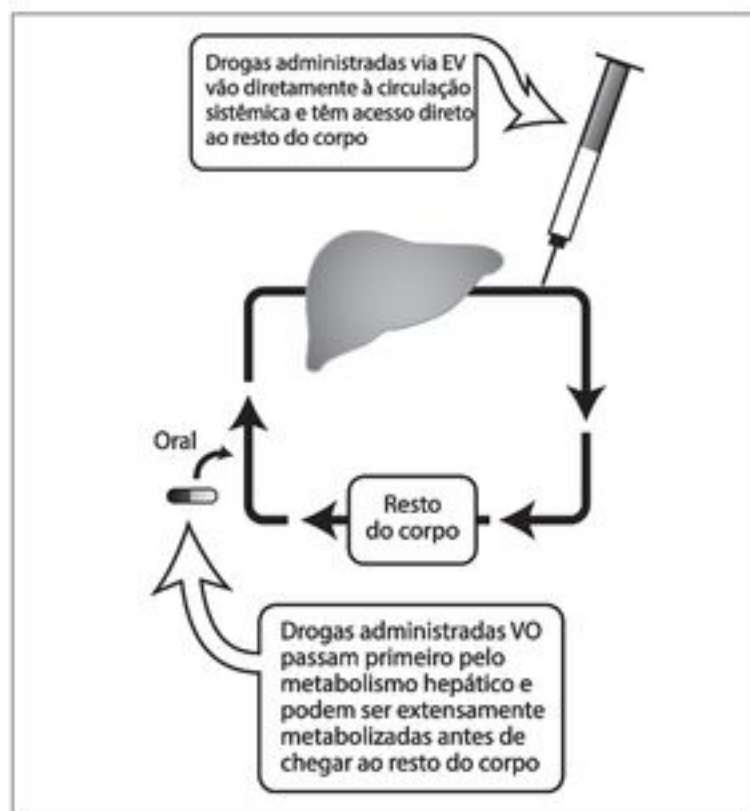 Drogas administradas via EV
vão diretamente à circulação
sistêmica e têm acesso direto
ao resto do corpo
Oral
Resto
do corpo
Drogas administradas VO
passam primeiro pelo
metabolismo hepático e
podem ser extensamente
metabolizadas antes de
chegar ao resto do corpo